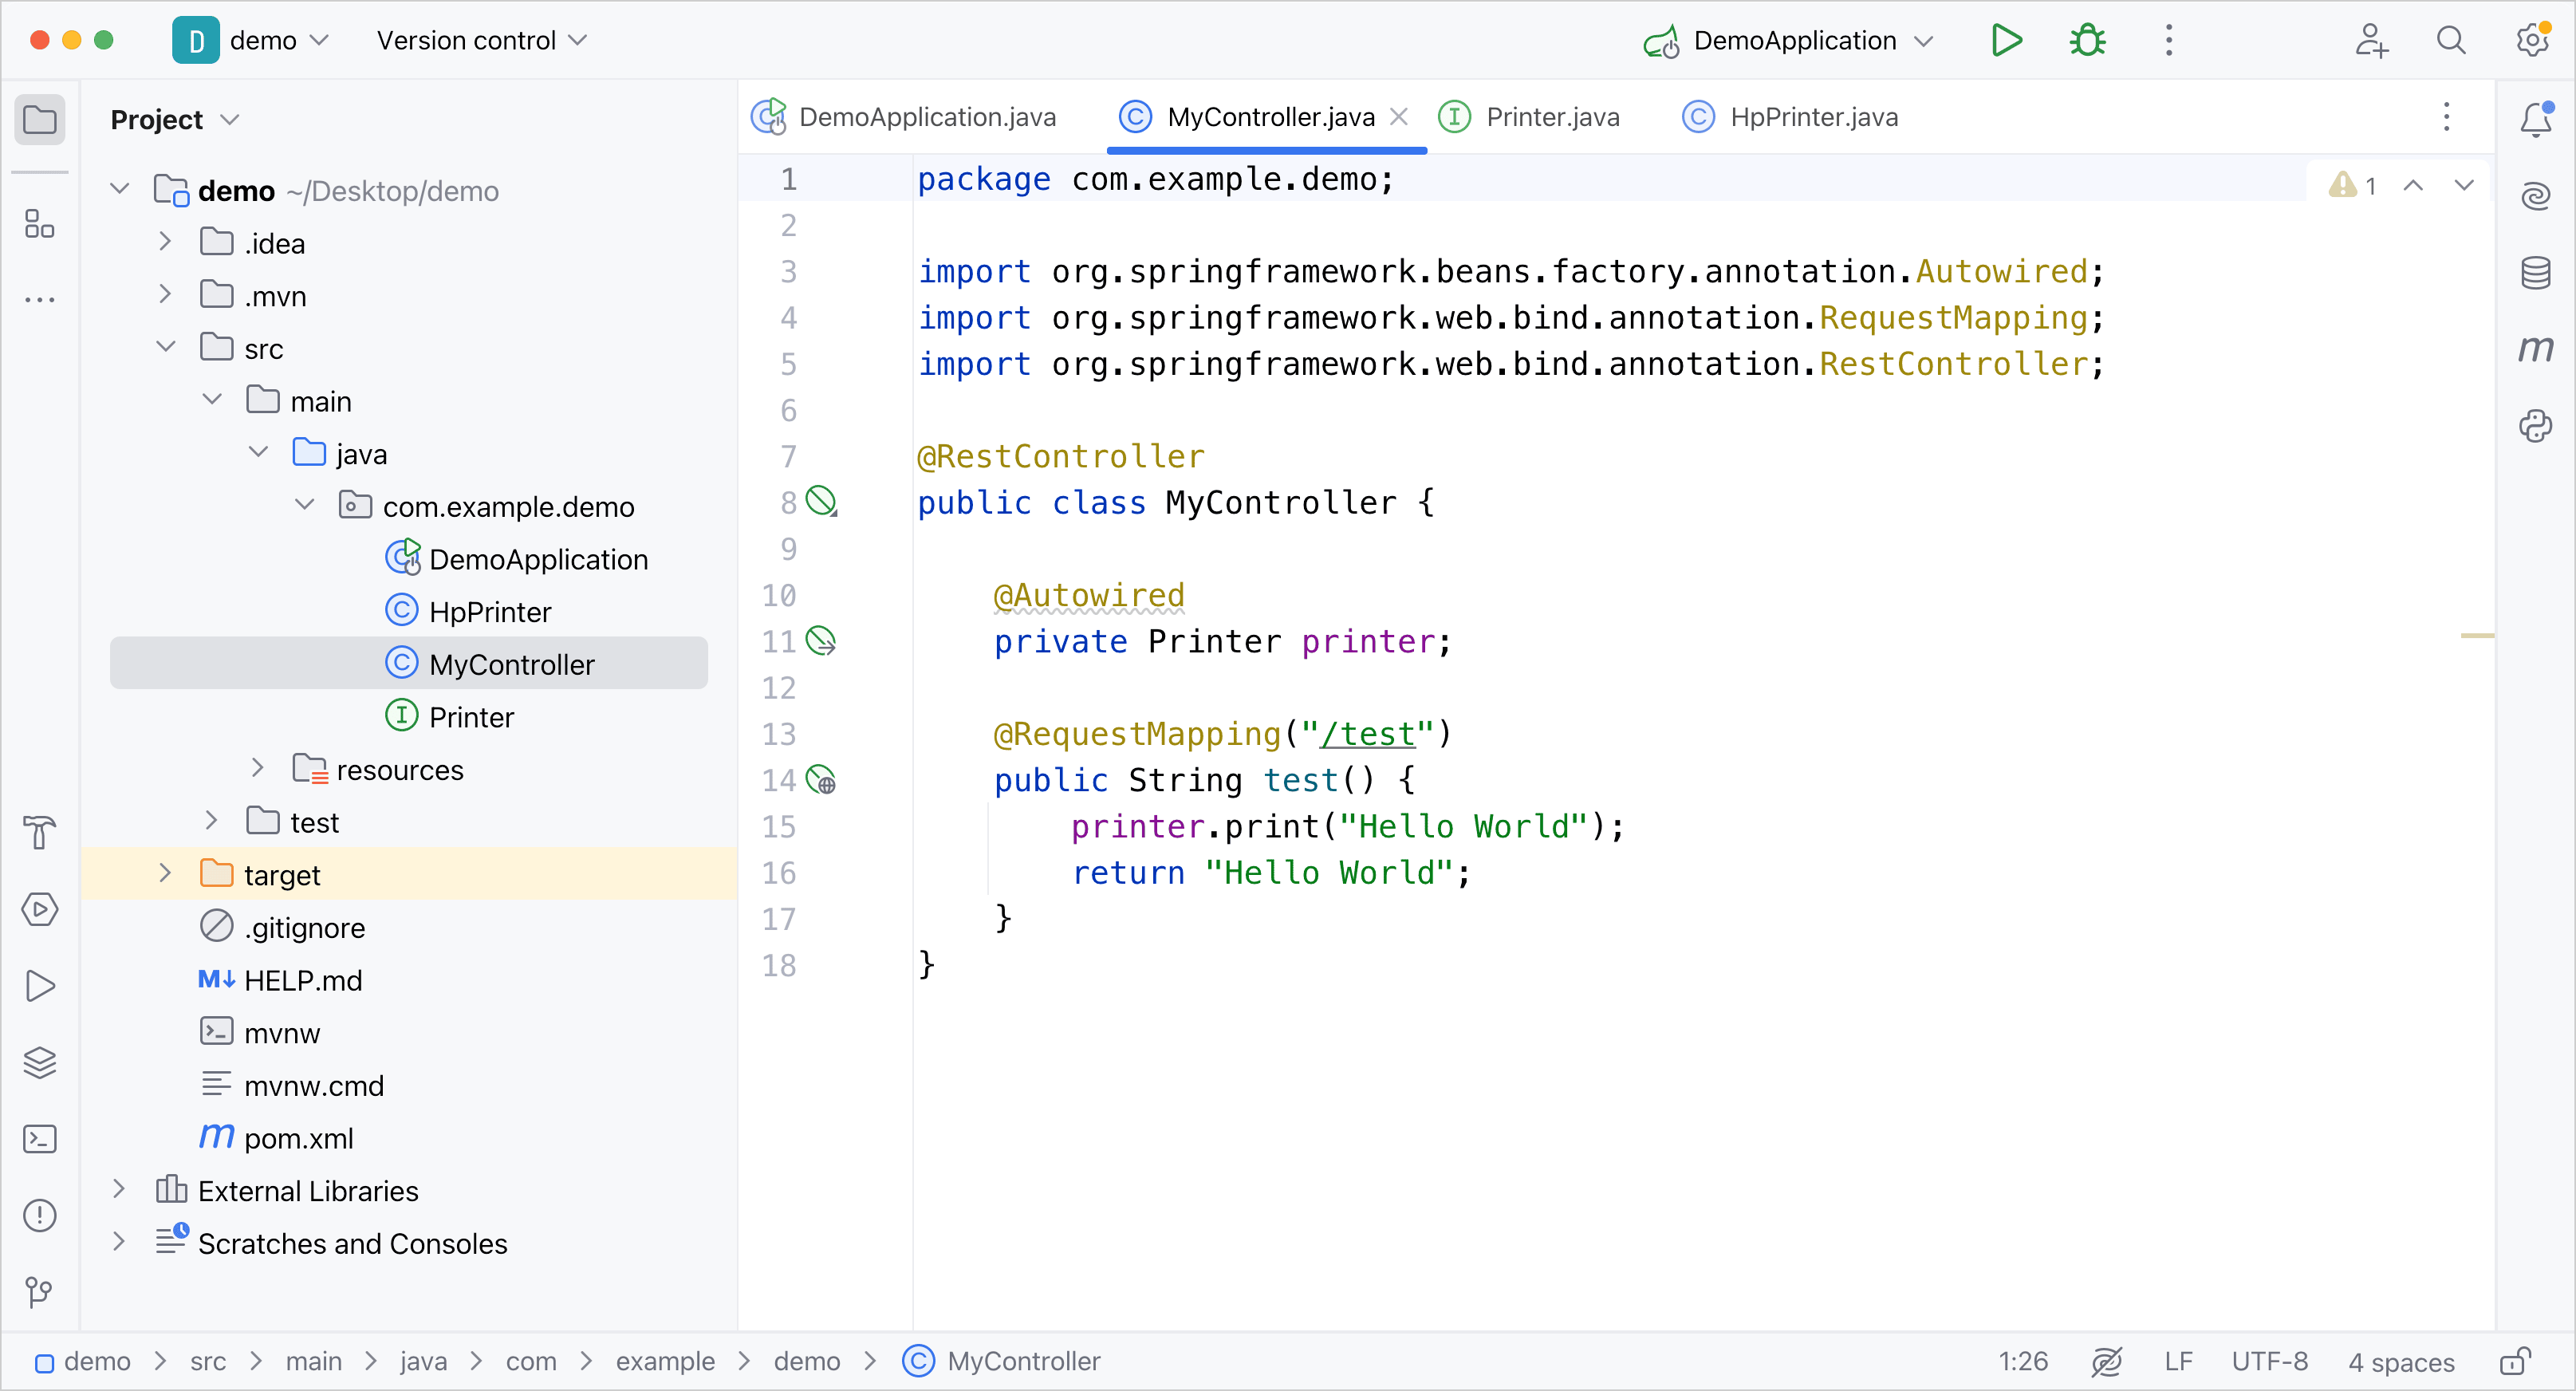 D demo Version control DemoApplication
Project
demo ~/Desktop/demo
.idea
.mvn
src
main
java
com.example.demo
DemoApplication
HpPrinter
MyController
Printer
resources
test
target
.gitignore
M↓ HELP.md
mvnw
mvnw.cmd
m pom.xml
External Libraries
Scratches and Consoles
DemoApplication.java MyController.java Printer.java HpPrinter.java
1 package com.example.demo;
1
2
3 import org.springframework.beans.factory.annotation.Autowired;
4 import org.springframework.web.bind.annotation.RequestMapping;
5 import org.springframework.web.bind.annotation.RestController;
6
7 @RestController
8 public class MyController {
9
10 @Autowired
11 private Printer printer;
12
13 @RequestMapping("/test")
14 public String test() {
15 printer.print("Hello World");
16 return "Hello World";
17 }
18 }
m
demo src main java com example demo MyController
1:26 LF UTF-8 4 spaces